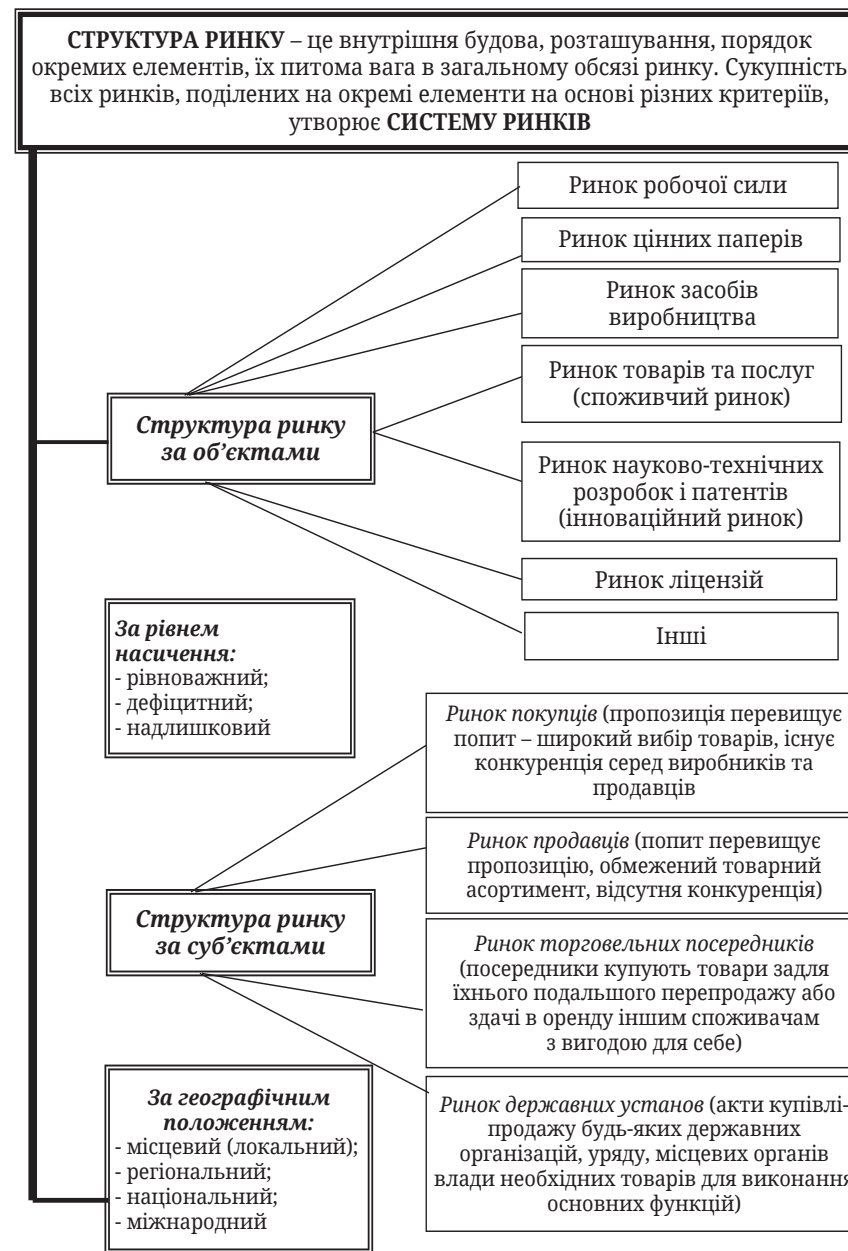 СТРУКТУРА РИНКУ – це внутрішня будова, розташування, порядок
окремих елементів, їх питома вага в загальному обсязі ринку. Сукупність
всіх ринків, поділених на окремі елементи на основі різних критеріїв,
утворює СИСТЕМУ РИНКІВ
Ринок робочої сили
Ринок цінних паперів
Ринок засобів
виробництва
Ринок товарів та послуг
(споживчий ринок)
Структура ринку
за об’єктами
Ринок науково-технічних
розробок і патентів
(інноваційний ринок)
Ринок ліцензій
Інші
За рівнем
насичення:
- рівноважний;
- дефіцитний;
- надлишковий
Ринок покупців (пропозиція перевищує
попит – широкий вибір товарів, існує
конкуренція серед виробників та
продавців
Ринок продавців (попит перевищує
пропозицію, обмежений товарний
асортимент, відсутня конкуренція)
Структура ринку
за суб’єктами
Ринок торговельних посередників
(посередники купують товари задля
їхнього подальшого перепродажу або
здачі в оренду іншим споживачам
з вигодою для себе)
За географічним
положенням:
- місцевий (локальний);
- регіональний;
- національний;
- міжнародний
Ринок державних установ (акти купівлі-
продажу будь-яких державних
організацій, уряду, місцевих органів
влади необхідних товарів для виконання
основних функцій)